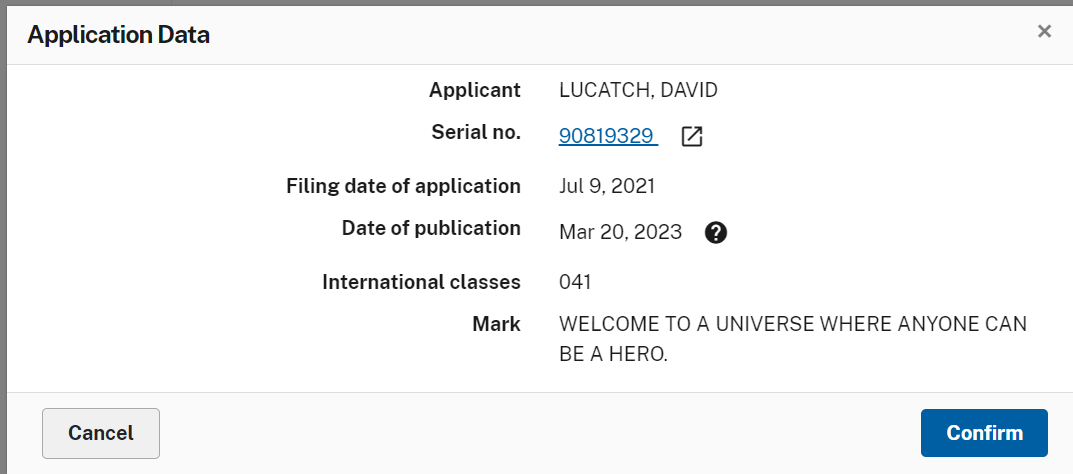 Application Data
×
Applicant LUCATCH, DAVID
Serial no. 90819329
Filing date of application Jul 9, 2021
Date of publication Mar 20, 2023 ?
International classes 041
Mark WELCOME TO A UNIVERSE WHERE ANYONE CAN
BE A HERO.
Cancel Confirm